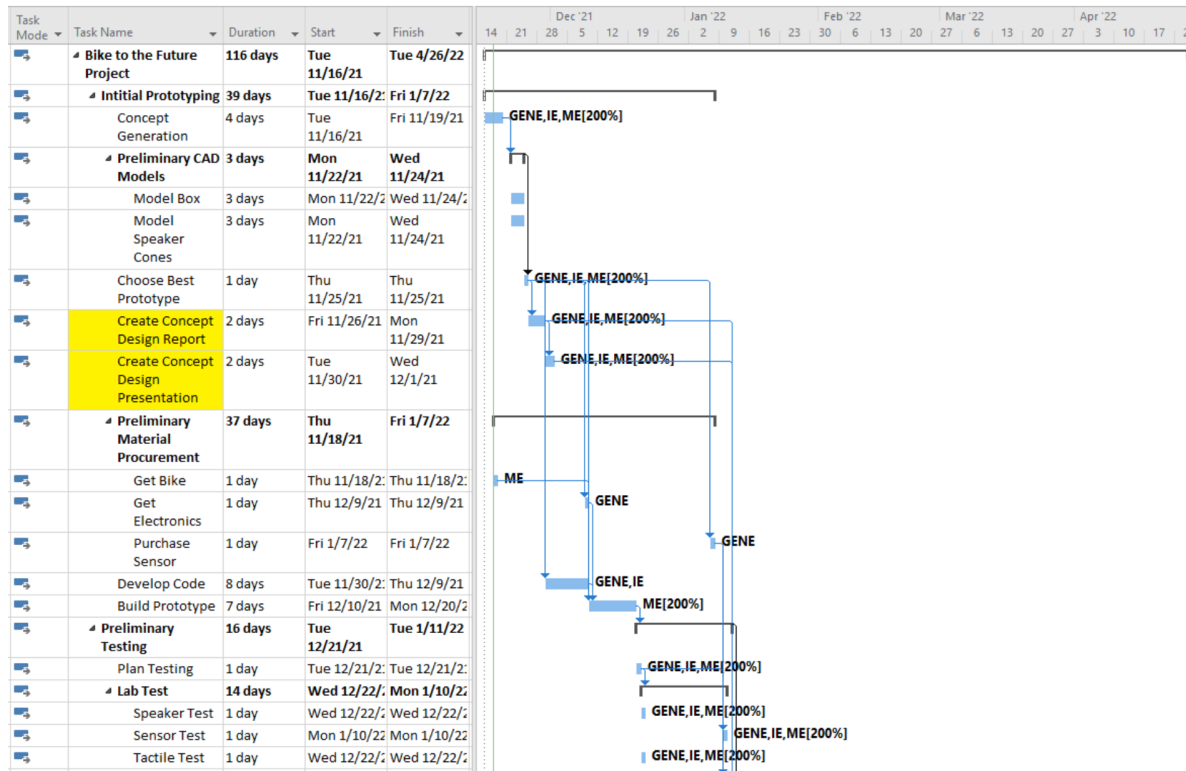 Task Mode Task Name Duration Start Finish
Dec '21 Jan '22 Feb '22 Mar '22 Apr '22
14 21 28 5 12 19 26 2 9 16 23 30 6 13 20 27 6 13 20 27 3 10 17
Bike to the Future Project 116 days Tue 11/16/21 Tue 4/26/22
Intitial Prototyping 39 days Tue 11/16/21 Fri 1/7/22
Concept Generation 4 days Tue 11/16/21 Fri 11/19/21 GENE,IE,ME[200%]
Preliminary CAD Models 3 days Mon 11/22/21 Wed 11/24/21
Model Box 3 days Mon 11/22/2 Wed 11/24/2
Model Speaker Cones 3 days Mon 11/22/21 Wed 11/24/21
Choose Best Prototype 1 day Thu 11/25/21 Thu 11/25/21 GENE,IE,ME[200%]
Create Concept Design Report 2 days Fri 11/26/21 Mon 11/29/21 GENE,IE,ME[200%]
Create Concept Design Presentation 2 days Tue 11/30/21 Wed 12/1/21 GENE,IE,ME[200%]
Preliminary Material Procurement 37 days Thu 11/18/21 Fri 1/7/22
Get Bike 1 day Thu 11/18/21 Thu 11/18/21 ME
Get Electronics 1 day Thu 12/9/21 Thu 12/9/21 GENE
Purchase Sensor 1 day Fri 1/7/22 Fri 1/7/22 GENE
Develop Code 8 days Tue 11/30/21 Thu 12/9/21 GENE,IE
Build Prototype 7 days Fri 12/10/21 Mon 12/20/2 ME[200%]
Preliminary Testing 16 days Tue 12/21/21 Tue 1/11/22
Plan Testing 1 day Tue 12/21/21 Tue 12/21/21 GENE,IE,ME[200%]
Lab Test 14 days Wed 12/22/2 Mon 1/10/22
Speaker Test 1 day Wed 12/22/2 Wed 12/22/2 GENE,IE,ME[200%]
Sensor Test 1 day Mon 1/10/22 Mon 1/10/22 GENE,IE,ME[200%]
Tactile Test 1 day Wed 12/22/2 Wed 12/22/2 GENE,IE,ME[200%]